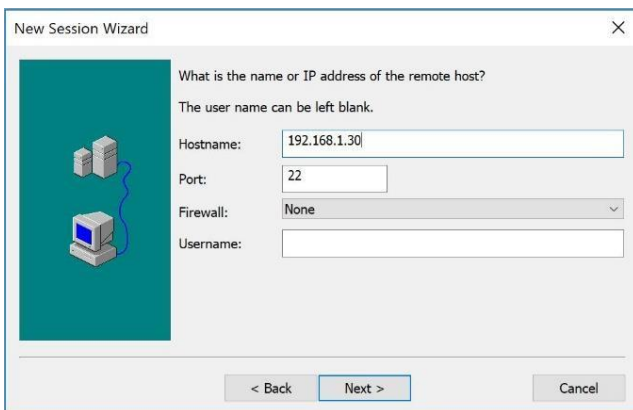 New Session Wizard
What is the name or IP address of the remote host?
The user name can be left blank.
Hostname: 192.168.1.30
Port: 22
Firewall: None
Username:
< Back Next > Cancel